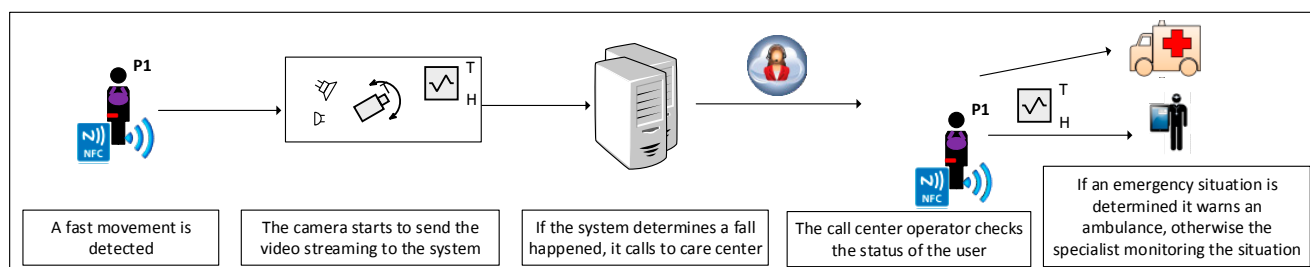 P1
N))
NFC
T
H
P1
N))
NFC
T
H
A fast movement is
detected
The camera starts to send the
video streaming to the system
If the system determines a fall
happened, it calls to care center
The call center operator checks
the status of the user
If an emergency situation is
determined it warns an
ambulance, otherwise the
specialist monitoring the situation